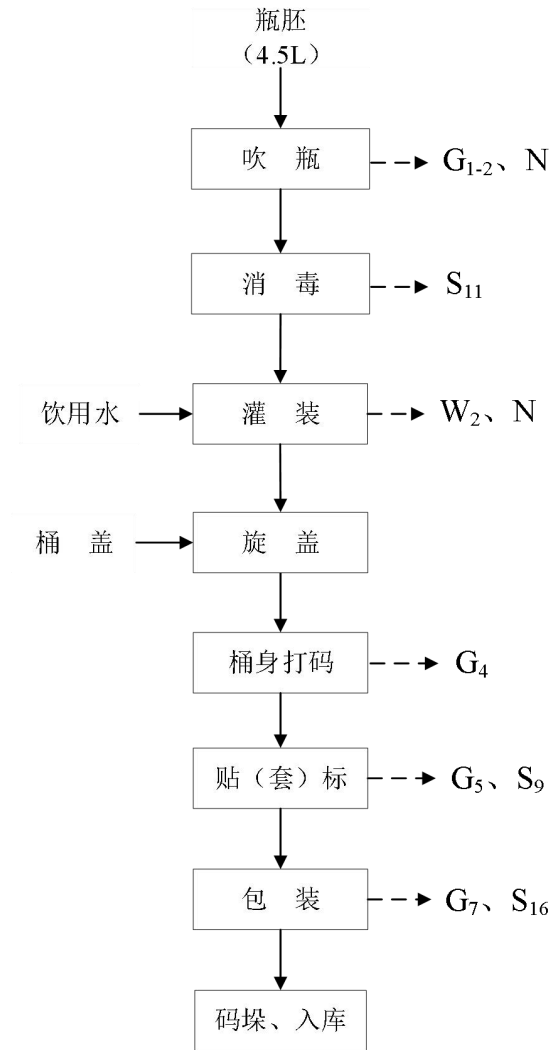 瓶胚
（4.5L）
吹 瓶
G1-2、N
消 毒
S11
饮用水
灌 装
W2、N
桶 盖
旋 盖
桶身打码
G4
贴（套）标
G5、S9
包 装
G7、S16
码垛、入库